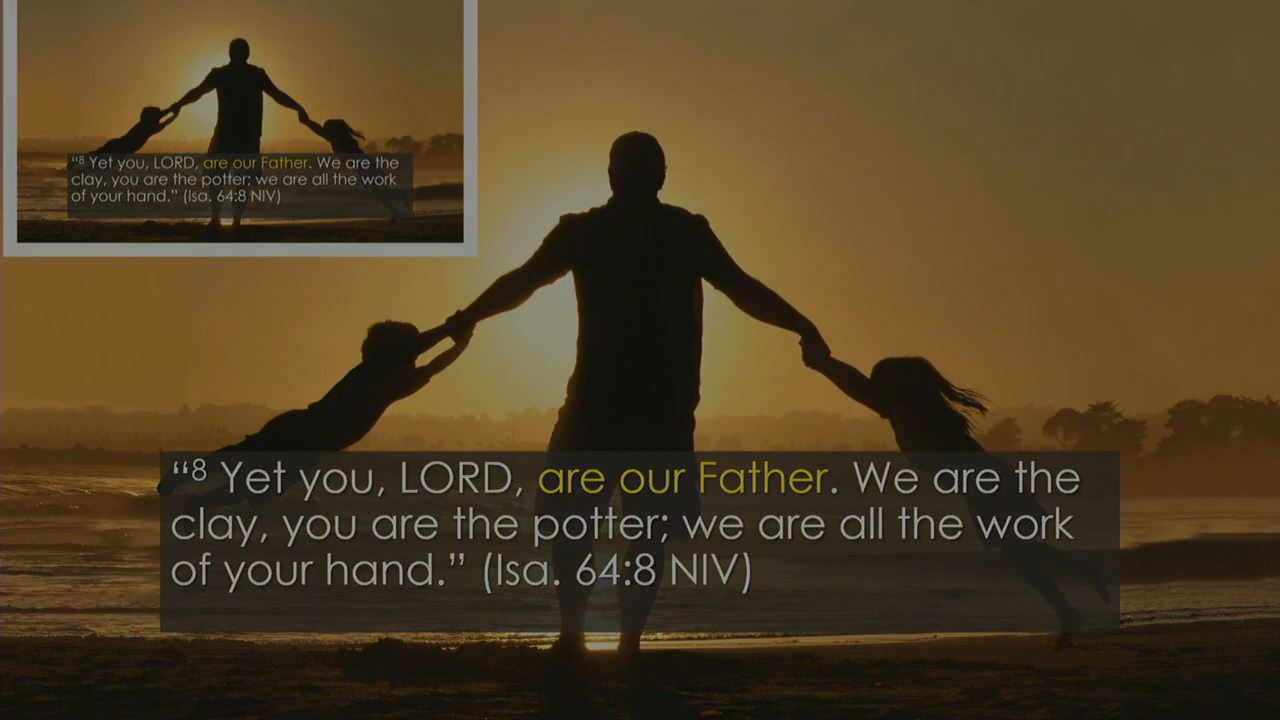 “⁸ Yet you, LORD, are our Father. We are the
clay, you are the potter; we are all the work
of your hand.” (Isa. 64:8 NIV)
“⁸ Yet you, LORD, are our Father. We are the
clay, you are the potter; we are all the work
of your hand.” (Isa. 64:8 NIV)